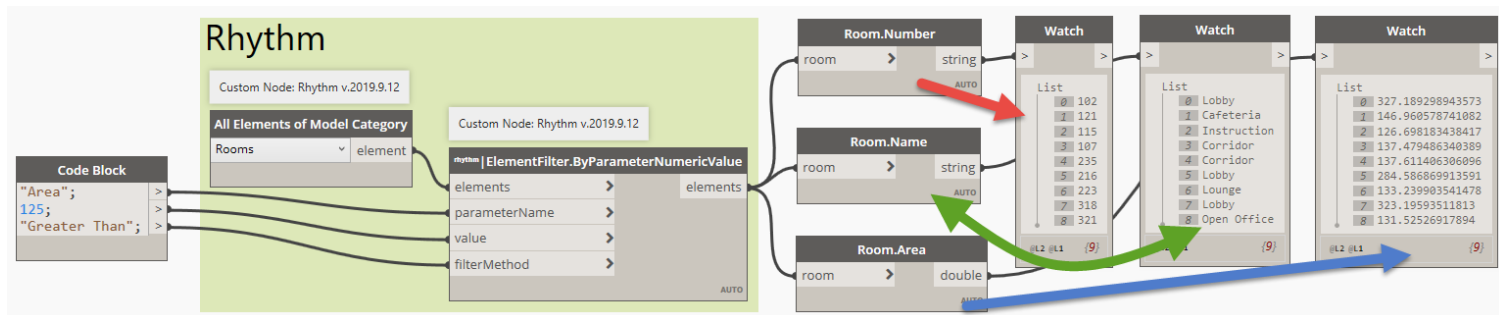 Rhythm
Custom Node: Rhythm v.2019.9.12
All Elements of Model Category
Rooms
element
Code Block
"Area";
>
125;
>
"Greater Than";
>
Custom Node: Rhythm v.2019.9.12
rhythm|ElementFilter.ByParameterNumericValue
elements > elements
parameterName >
value >
filterMethod >
AUTO
Room.Number
room > string
AUTO
Room.Name
room > string
AUTO
Room.Area
room > double
AUTO
Watch
> >
List
0 102
1 121
2 115
3 107
4 235
5 216
6 223
7 318
8 321
@L2 @L1 {9}
Watch
> >
List
0 Lobby
1 Cafeteria
2 Instruction
3 Corridor
4 Corridor
5 Lobby
6 Lounge
7 Lobby
8 Open Office
{9}
Watch
> >
List
0 327.189298943573
1 146.960578741082
2 126.698183438417
3 137.479486340389
4 137.611406306096
5 284.586869913591
6 133.239903541478
7 323.19593511813
8 131.52526917894
@L2 @L1 {9}